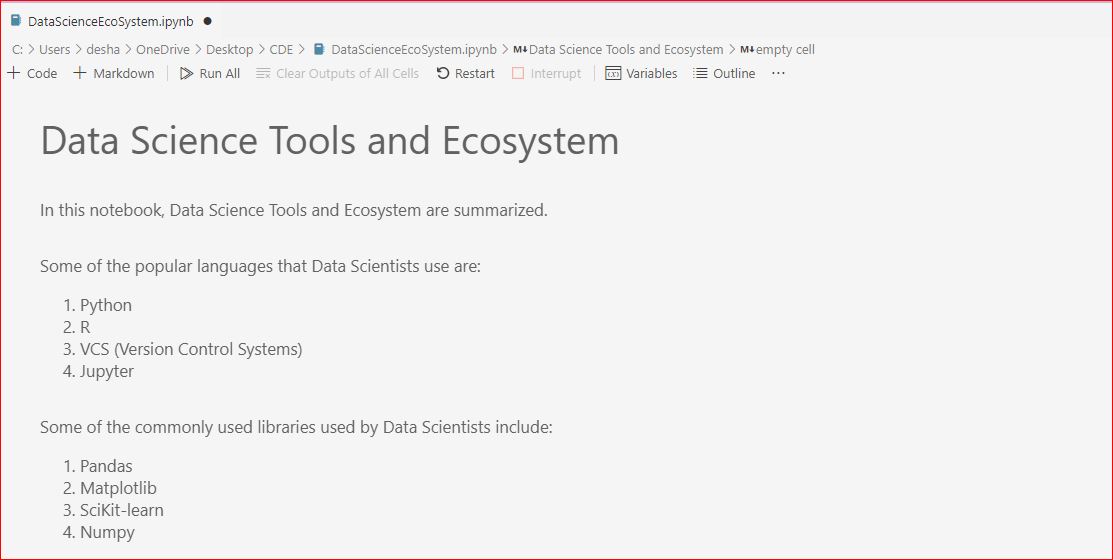 DataScienceEcoSystem.ipynb ●
C: > Users > desha > OneDrive > Desktop > CDE > DataScienceEcoSystem.ipynb > M↓Data Science Tools and Ecosystem > M↓empty cell
+ Code + Markdown Run All Clear Outputs of All Cells Restart Interrupt Variables Outline ...
Data Science Tools and Ecosystem
In this notebook, Data Science Tools and Ecosystem are summarized.
Some of the popular languages that Data Scientists use are:
1. Python
2. R
3. VCS (Version Control Systems)
4. Jupyter
Some of the commonly used libraries used by Data Scientists include:
1. Pandas
2. Matplotlib
3. SciKit-learn
4. Numpy